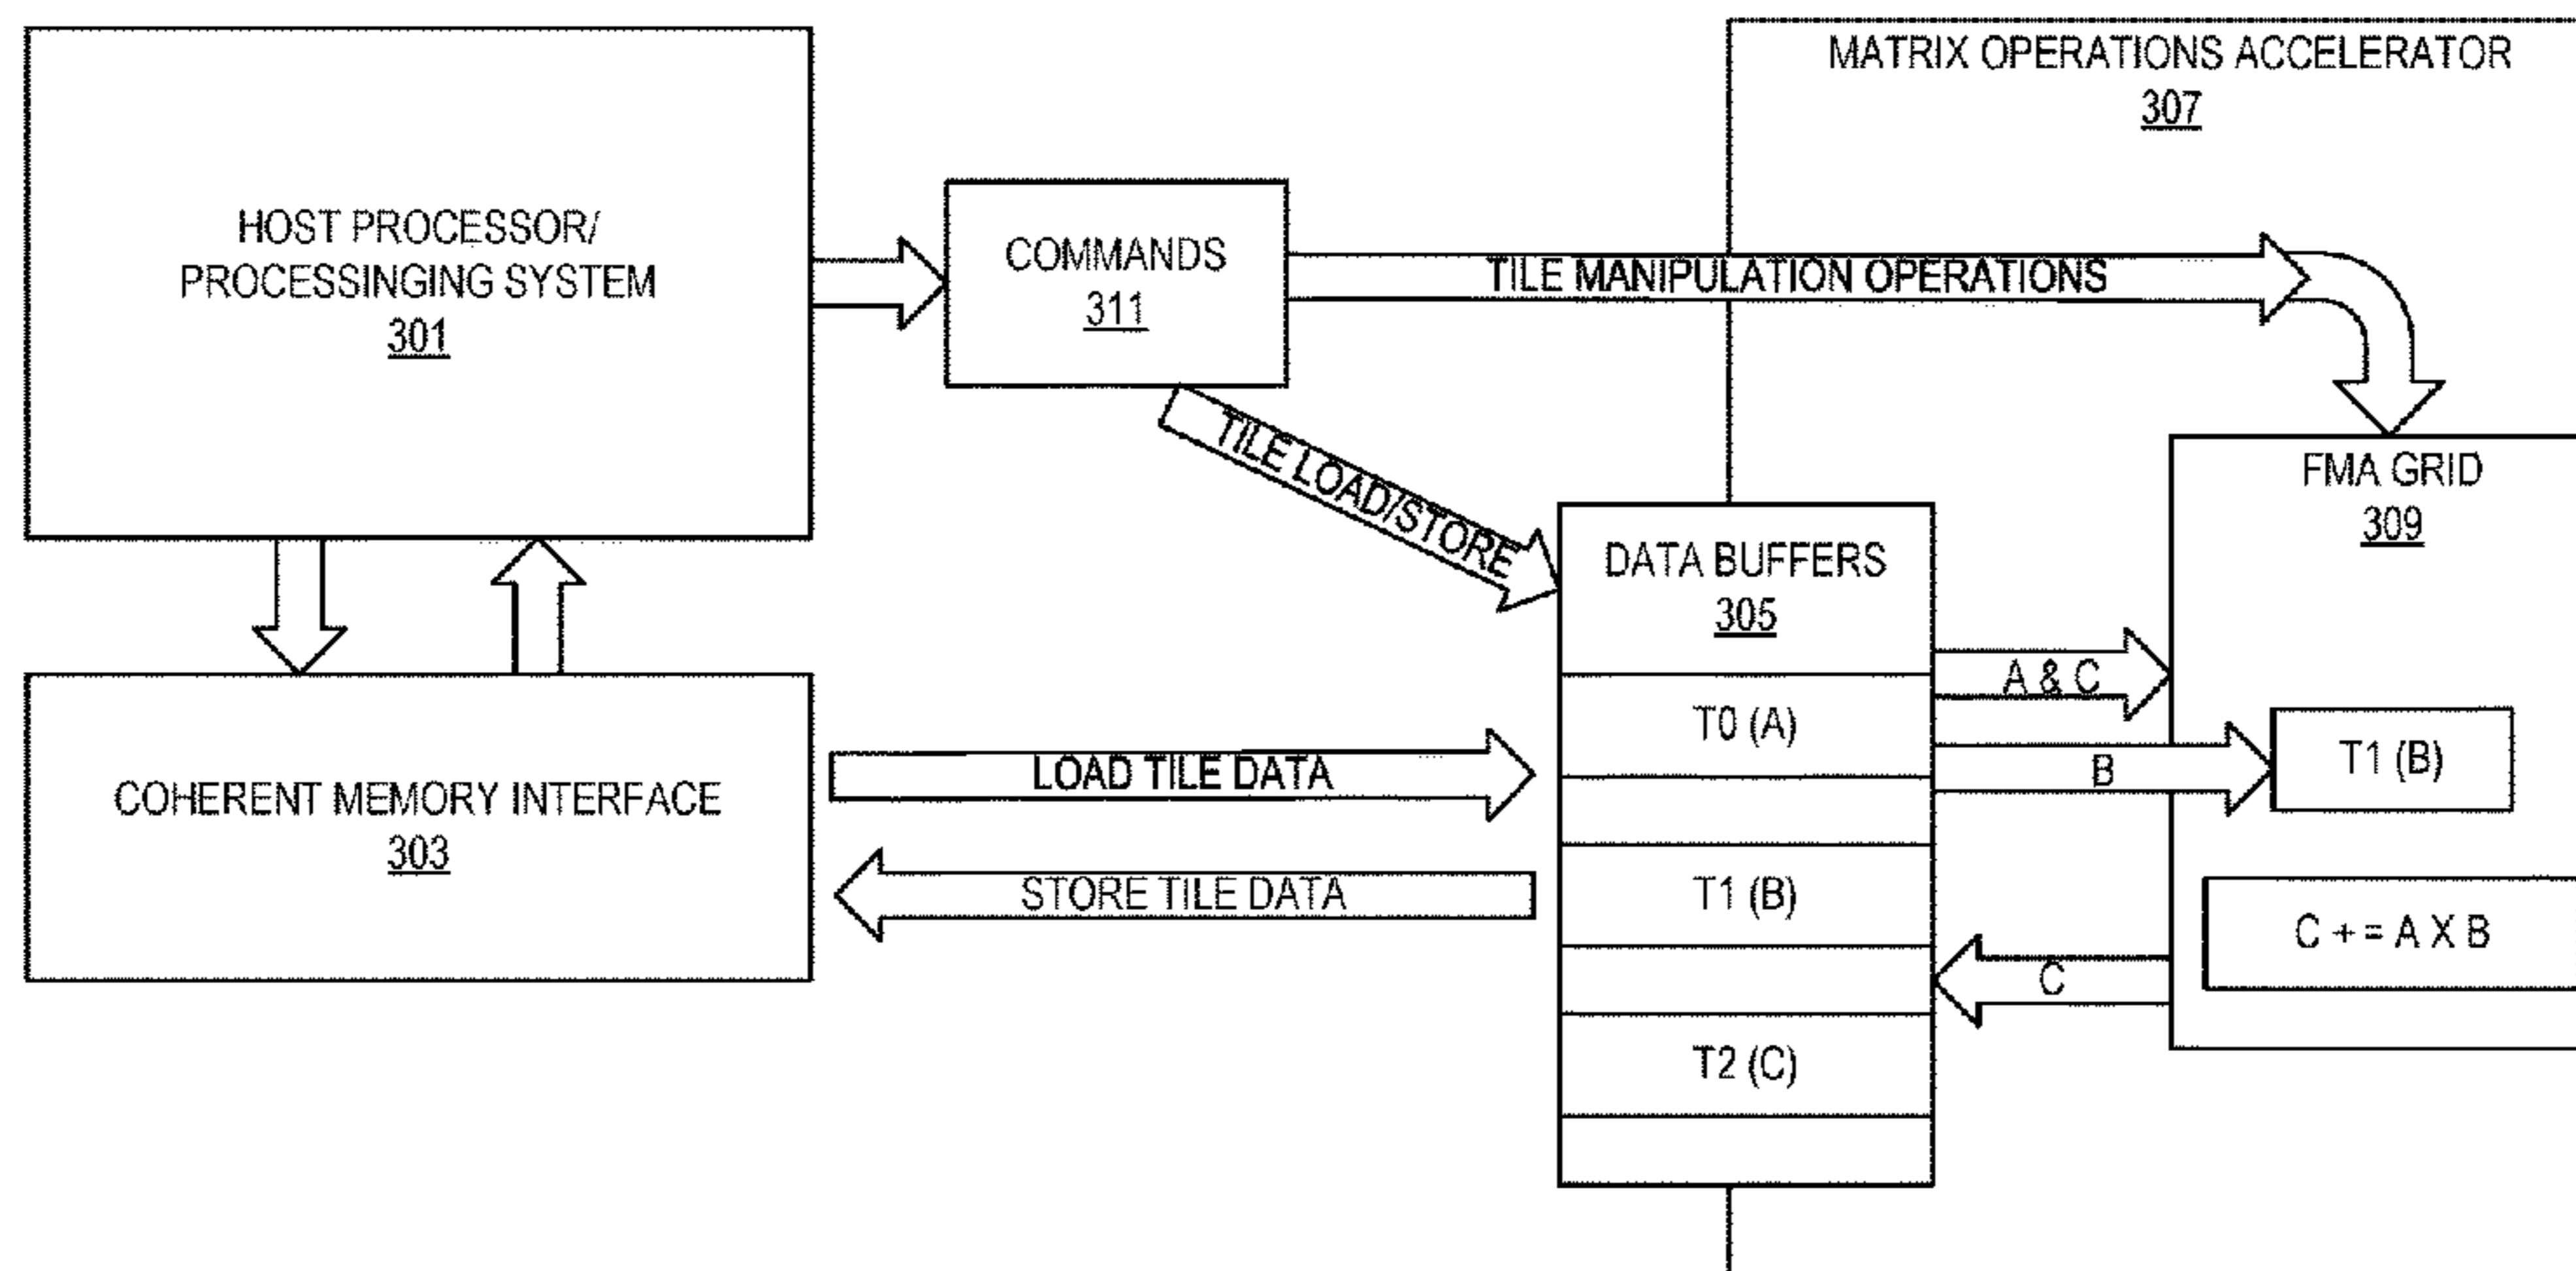 MATRIX OPERATIONS ACCELERATOR
307
HOST PROCESSOR/
PROCESSINGING SYSTEM
301
COMMANDS
311
TILE MANIPULATION OPERATIONS
TILE LOAD/STORE
FMA GRID
309
DATA BUFFERS
305
A & C
T0 (A)
B
T1 (B)
COHERENT MEMORY INTERFACE
303
LOAD TILE DATA
STORE TILE DATA
T1 (B)
C + = A X B
C
T2 (C)